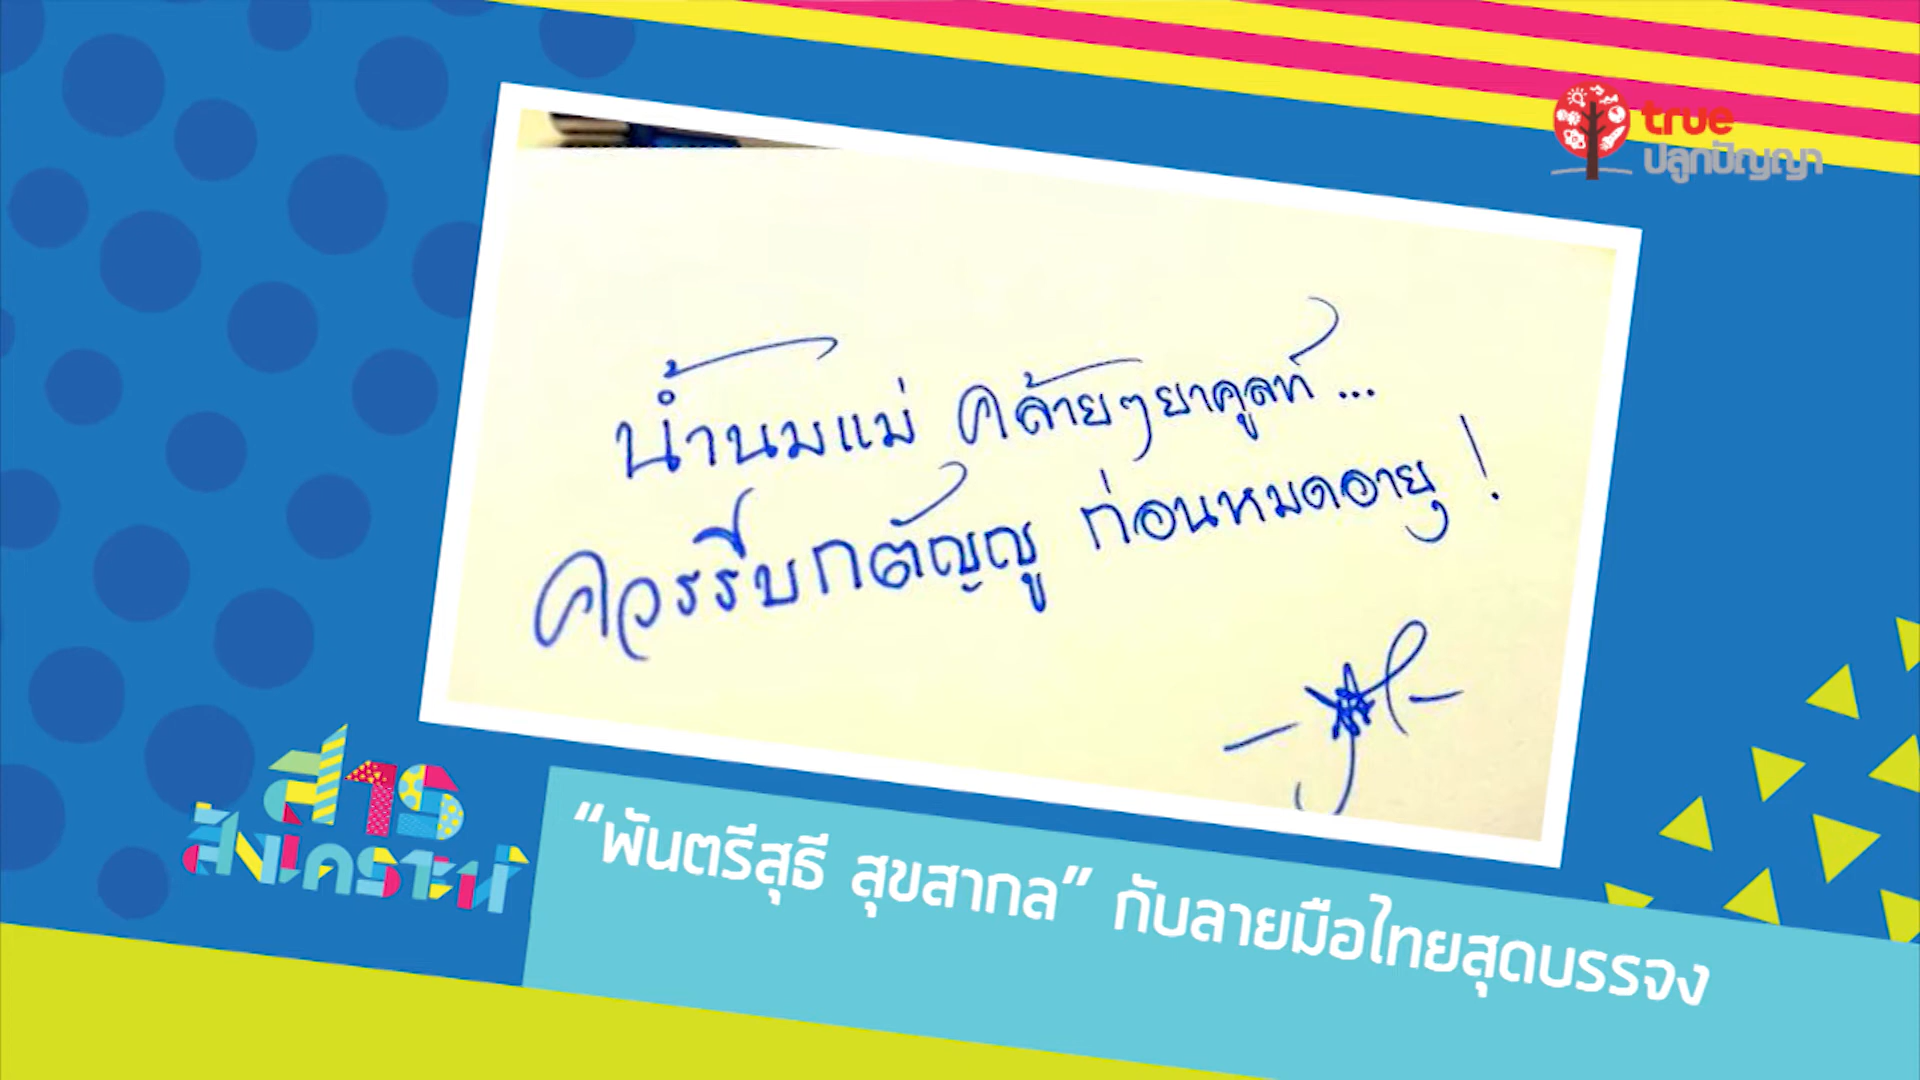 true
ปลูกปัญญา
น้ำนมแม่ คล้ายๆยาคูลท์...
ควรรีบกตัญญู ก่อนหมดอายุ !
สาร
สังเคราะห์
“พันตรีสุธี สุขสากล” กับลายมือไทยสุดบรรจง